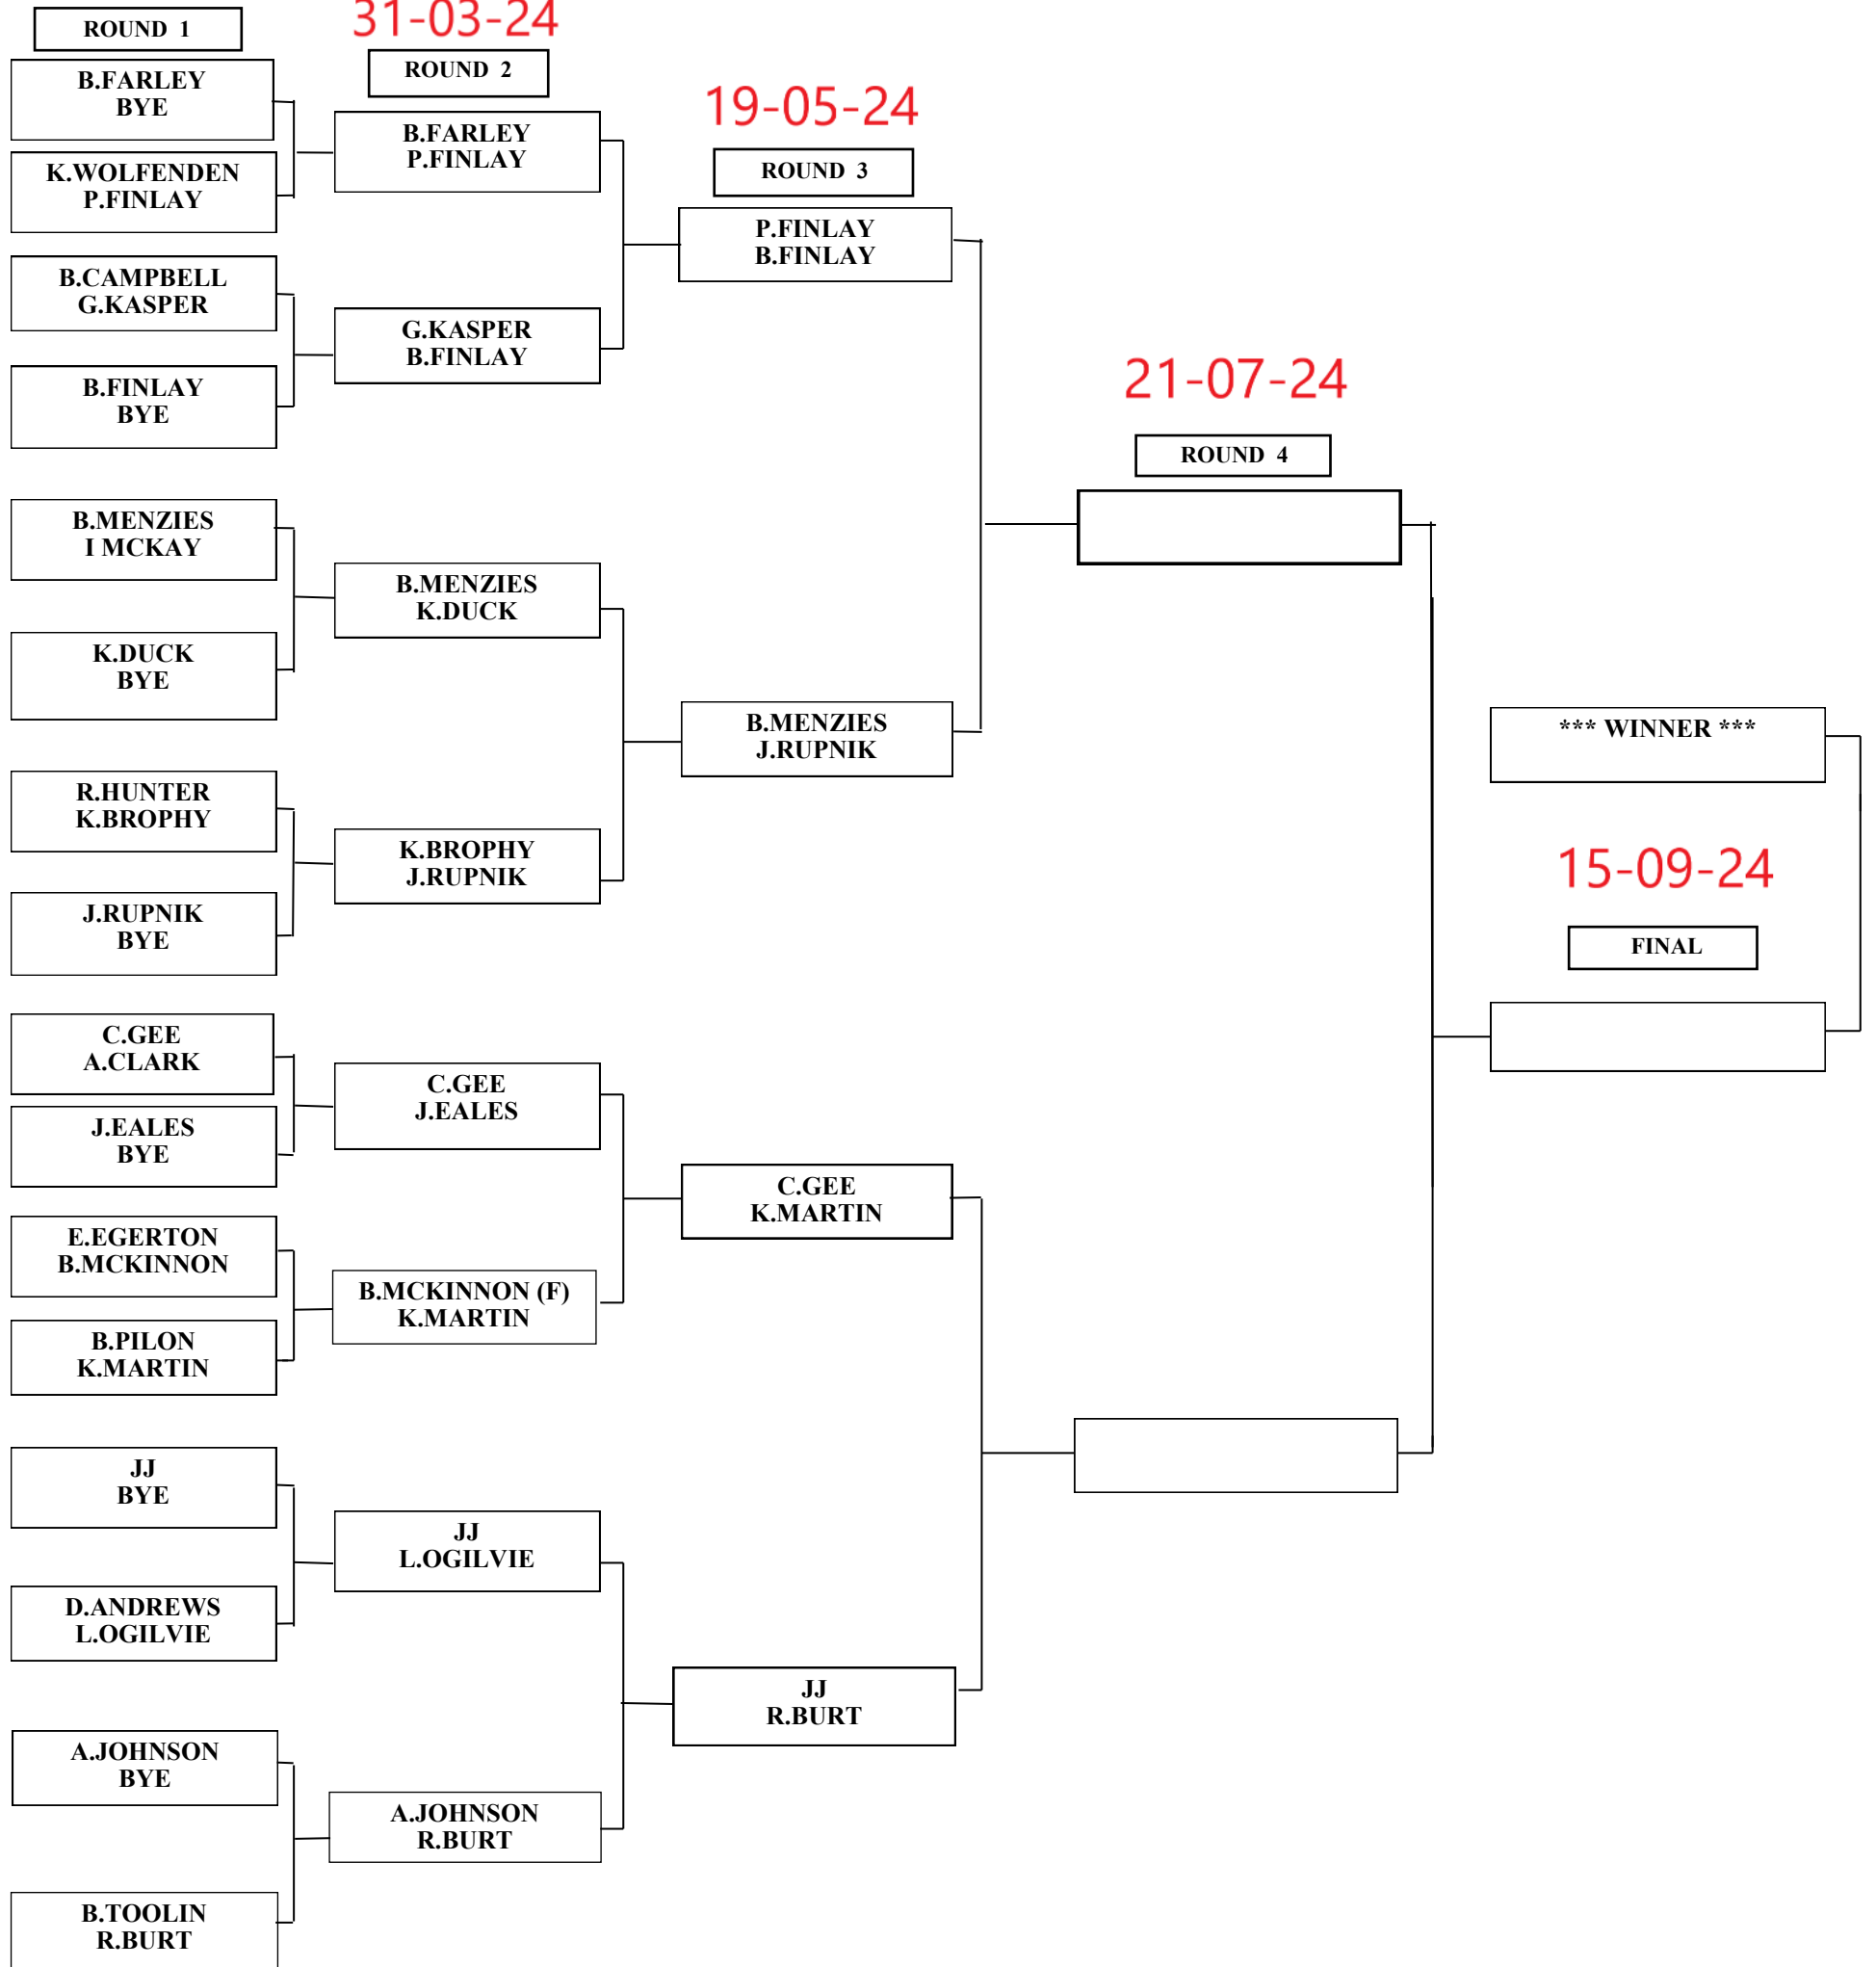 ROUND 1
B.FARLEY
BYE
K.WOLFENDEN
P.FINLAY
B.CAMPBELL
G.KASPER
B.FINLAY
BYE
B.MENZIES
I MCKAY
K.DUCK
BYE
R.HUNTER
K.BROPHY
J.RUPNIK
BYE
C.GEE
A.CLARK
J.EALES
BYE
E.EGERTON
B.MCKINNON
B.PILON
K.MARTIN
JJ
BYE
D.ANDREWS
L.OGILVIE
A.JOHNSON
BYE
B.TOOLIN
R.BURT
31-03-24
ROUND 2
B.FARLEY
P.FINLAY
G.KASPER
B.FINLAY
B.MENZIES
K.DUCK
K.BROPHY
J.RUPNIK
C.GEE
J.EALES
B.MCKINNON (F)
K.MARTIN
JJ
L.OGILVIE
A.JOHNSON
R.BURT
19-05-24
ROUND 3
P.FINLAY
B.FINLAY
B.MENZIES
J.RUPNIK
C.GEE
K.MARTIN
JJ
R.BURT
21-07-24
ROUND 4
*** WINNER ***
15-09-24
FINAL